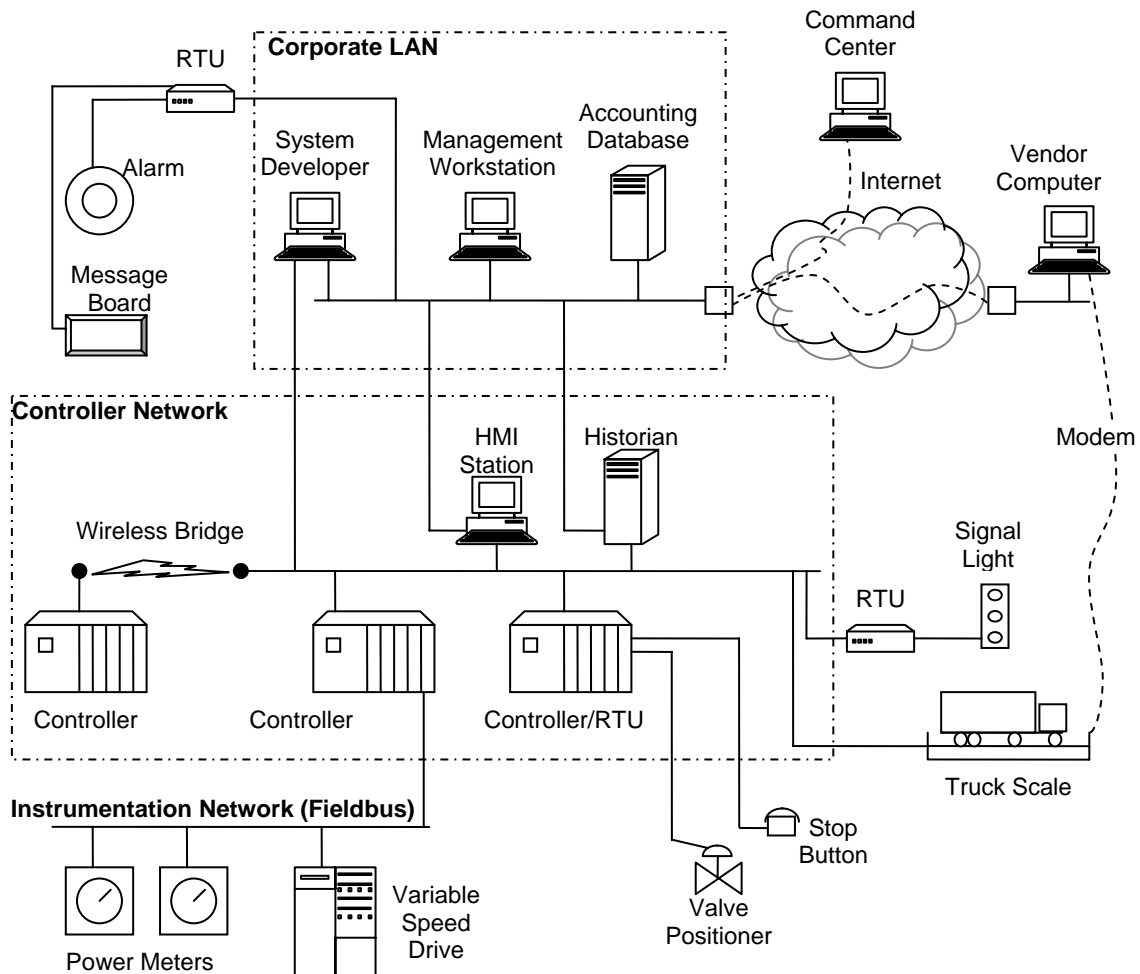 Command
Center
Corporate LAN
RTU
System
Developer
Management
Workstation
Accounting
Database
Vendor
Computer
Internet
Alarm
Message
Board
Controller Network
HMI
Station
Historian
Modem
Wireless Bridge
Signal
Light
RTU
Controller
Controller
Controller/RTU
Truck Scale
Instrumentation Network (Fieldbus)
Stop
Button
Variable
Speed
Drive
Valve
Positioner
Power Meters